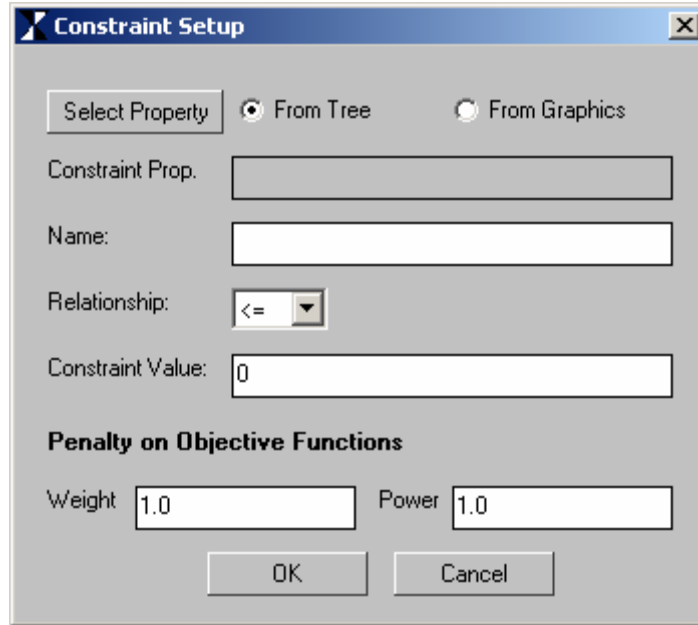 Constraint Setup
Select Property From Tree From Graphics
Constraint Prop.
Name:
Relationship: <=
Constraint Value: 0
Penalty on Objective Functions
Weight 1.0 Power 1.0
OK Cancel